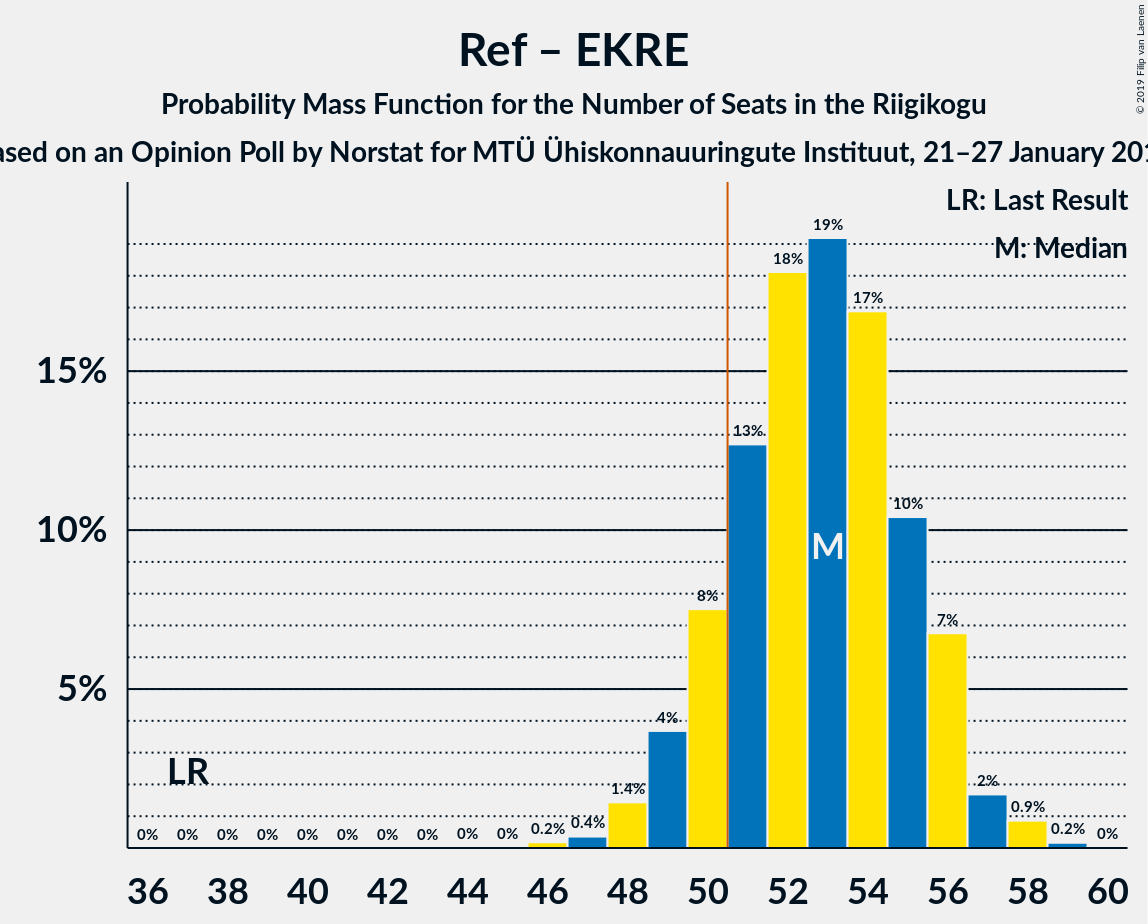 Ref – EKRE
Probability Mass Function for the Number of Seats in the Riigikogu
ased on an Opinion Poll by Norstat for MTÜ Ühiskonnauuringute Instituut, 21–27 January 201
© 2019 Filip van Laenen
LR: Last Result
M: Median
15%
10%
5%
0% 0% 0% 0% 0% 0% 0% 0% 0% 0% 0.2% 0.4% 1.4% 4% 8% 13% 18% 19% 17% 10% 7% 2% 0.9% 0.2% 0%
M
LR
36 38 40 42 44 46 48 50 52 54 56 58 60